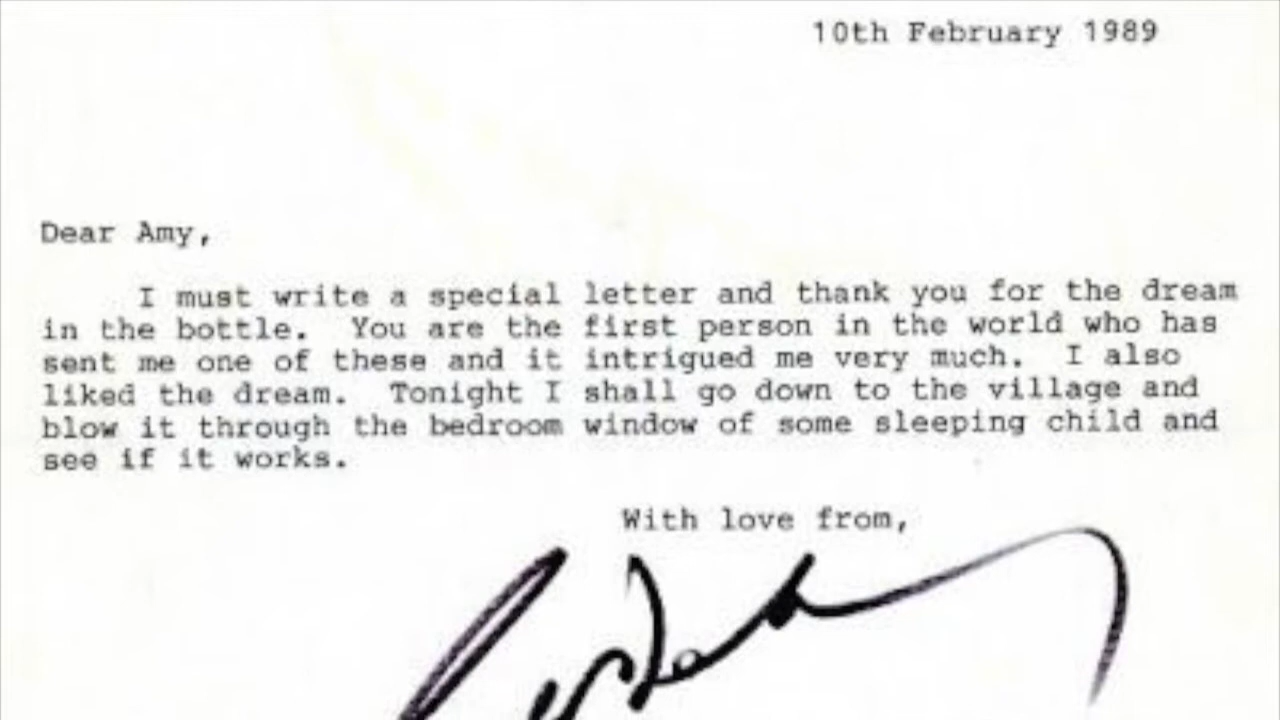 10th February 1989
Dear Amy,
I must write a special letter and thank you for the dream
in the bottle. You are the first person in the world who has
sent me one of these and it intrigued me very much. I also
liked the dream. Tonight I shall go down to the village and
blow it through the bedroom window of some sleeping child and
see if it works.
With love from,